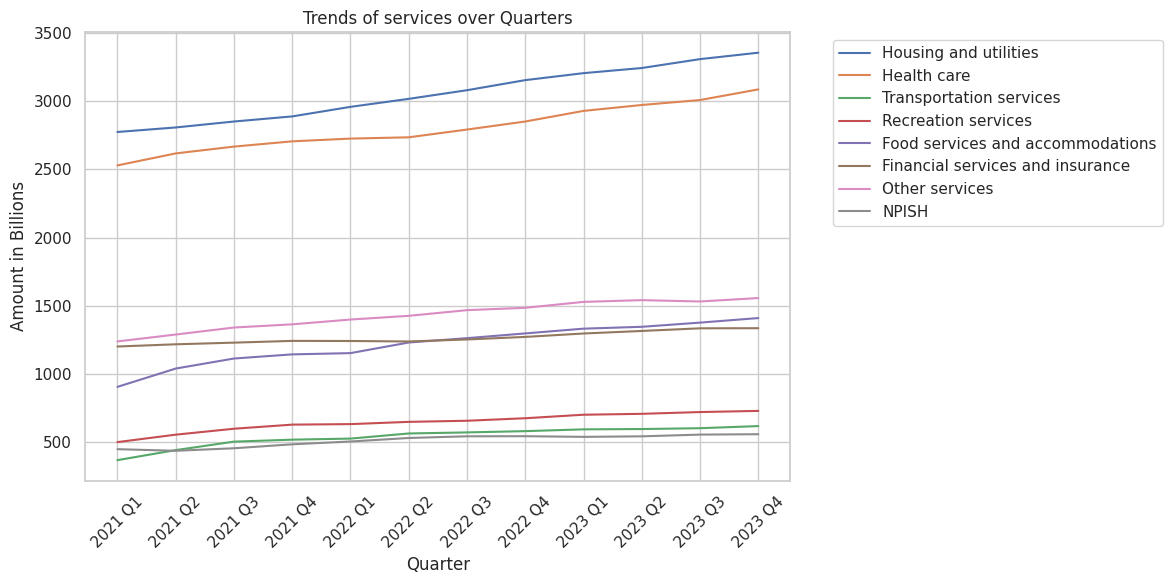 Trends of services over Quarters
Amount in Billions
3500
3000
2500
2000
1500
1000
500
2021 Q1
2021 Q2
2021 Q3
2021 Q4
2022 Q1
2022 Q2
2022 Q3
2022 Q4
2023 Q1
2023 Q2
2023 Q3
2023 Q4
Quarter
Housing and utilities
Health care
Transportation services
Recreation services
Food services and accommodations
Financial services and insurance
Other services
NPISH